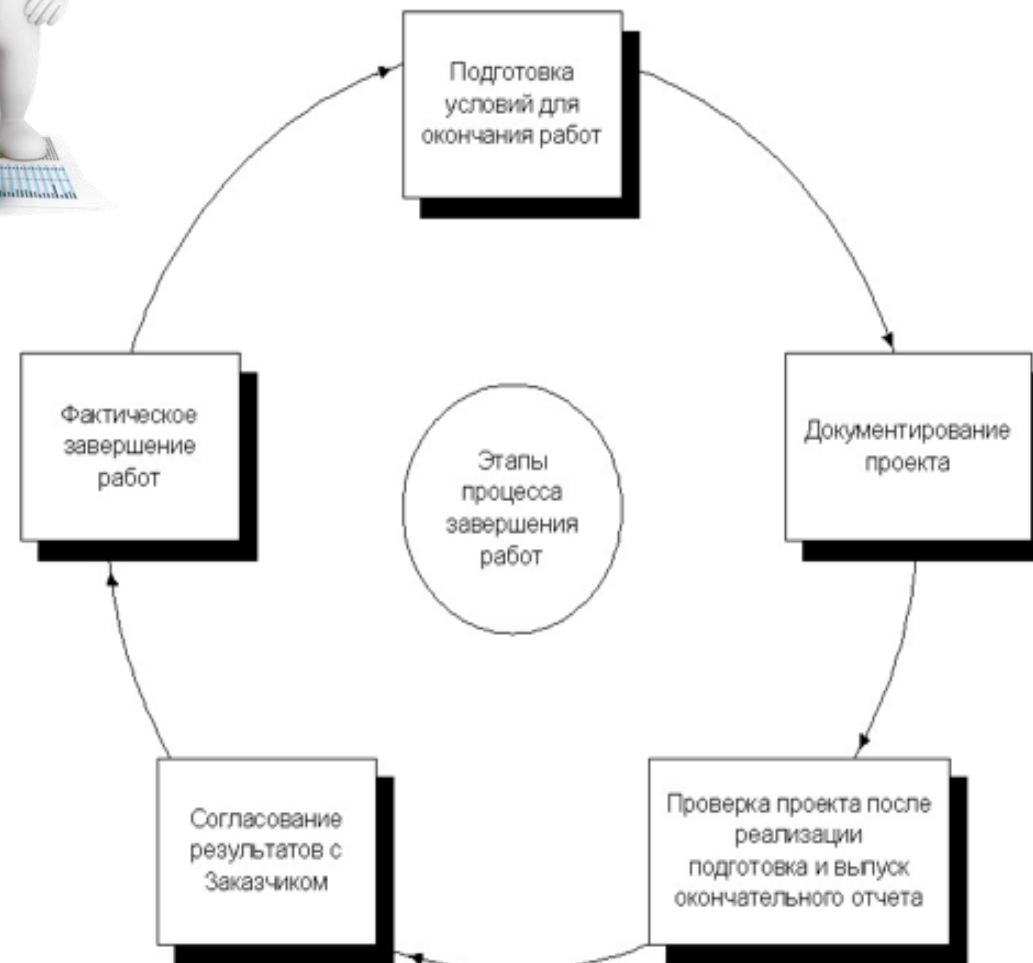 Подготовка
условий для
окончания работ
Документирование
проекта
Проверка проекта после
реализации
подготовка и выпуск
окончательного отчета
Согласование
результатов с
Заказчиком
Фактическое
завершение
работ
Этапы
процесса
завершения
работ